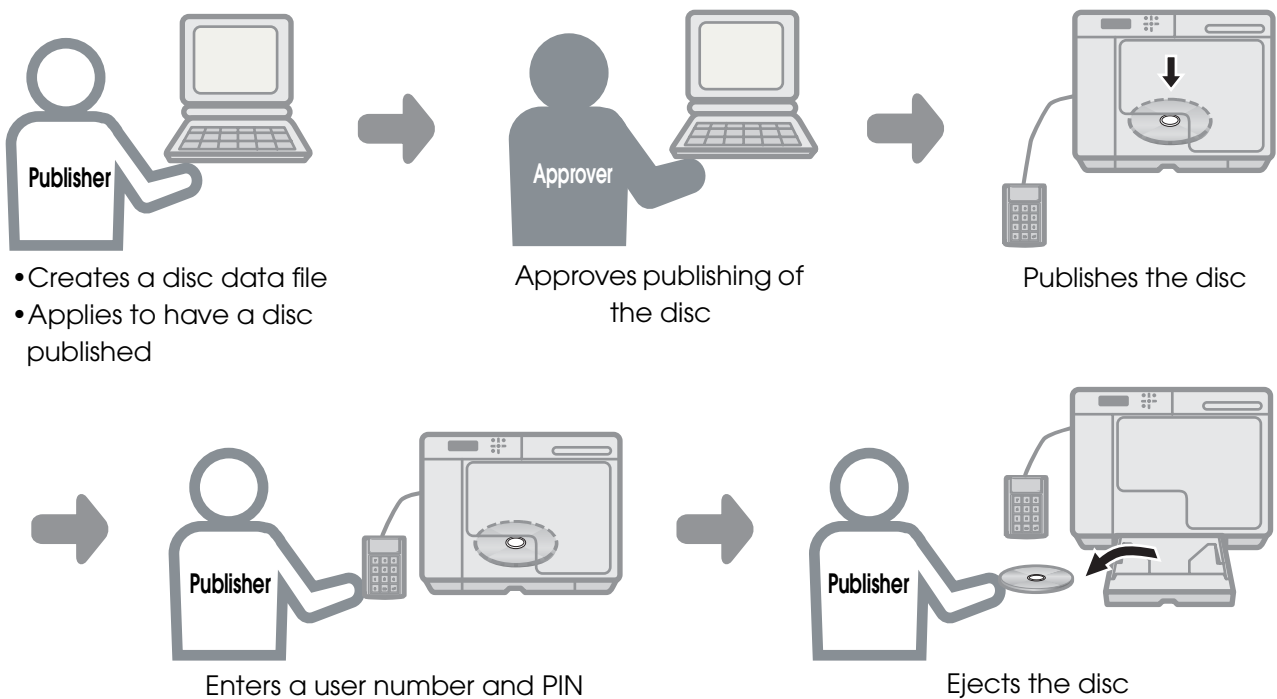 Publisher
Approver
•Creates a disc data file
•Applies to have a disc
published
Approves publishing of
the disc
Publishes the disc
Publisher
Publisher
Enters a user number and PIN
Ejects the disc